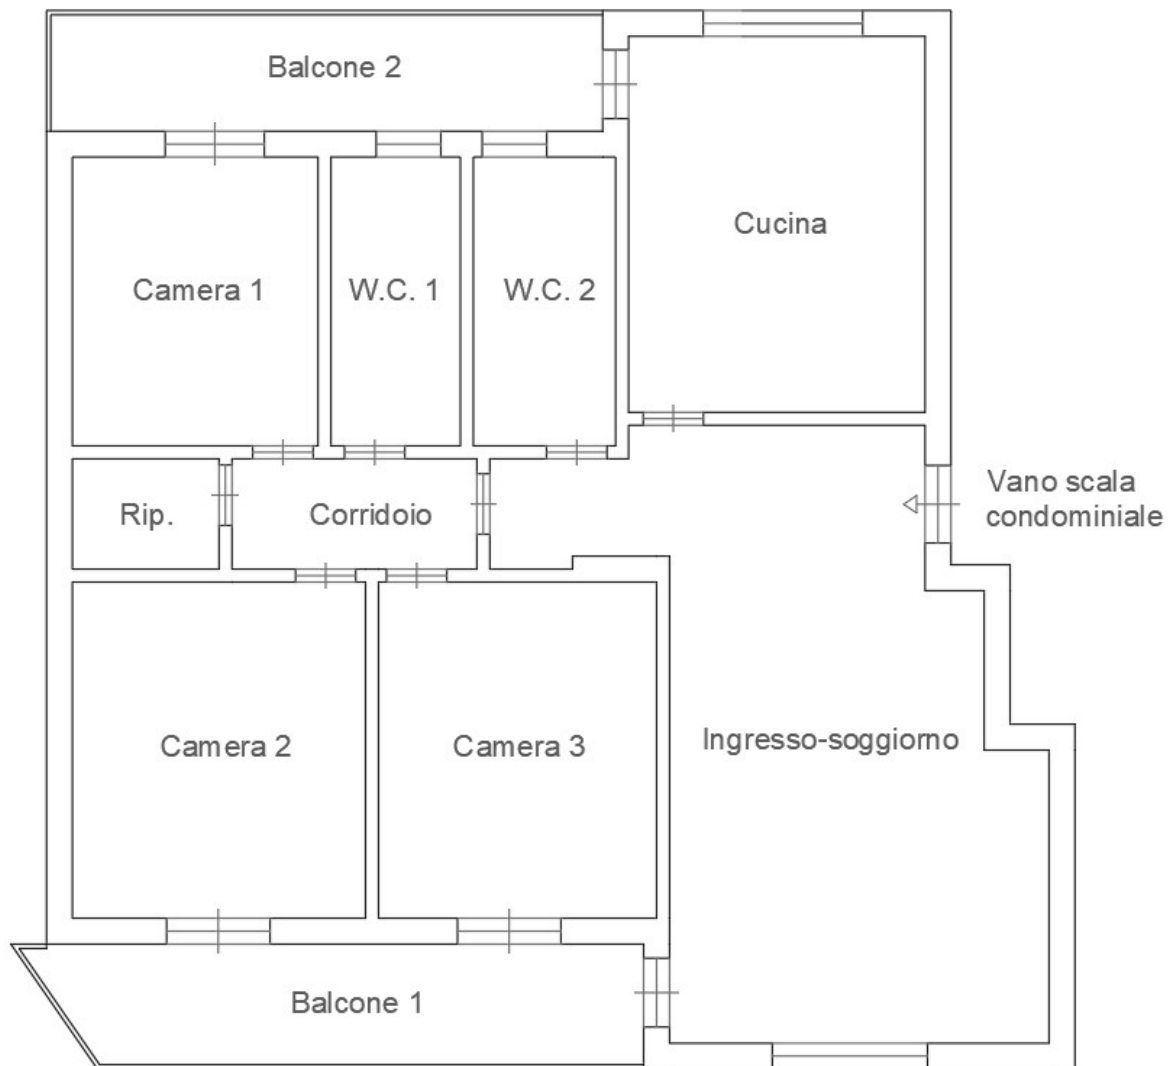 Balcone 2
Cucina
Camera 1
W.C. 1
W.C. 2
Vano scala
condominiale
Rip.
Corridoio
Camera 2
Camera 3
Ingresso-soggiorno
Balcone 1